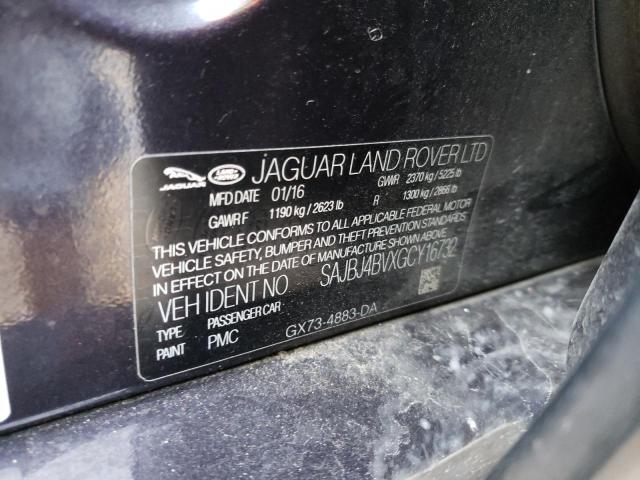 JAGUAR
LAND ROVER
JAGUAR LAND ROVER LTD
MFD DATE 01/16 GVWR 2370 kg / 5225 lb
GAWR F 1190 kg / 2623 lb R 1300 kg / 2866 lb
THIS VEHICLE CONFORMS TO ALL APPLICABLE FEDERAL MOTOR
VEHICLE SAFETY, BUMPER AND THEFT PREVENTION STANDARDS
IN EFFECT ON THE DATE OF MANUFACTURE SHOWN ABOVE.
VEH IDENT NO. SAJBJ4BVXGCY16732
TYPE PASSENGER CAR
PAINT PMC GX73-4883-DA